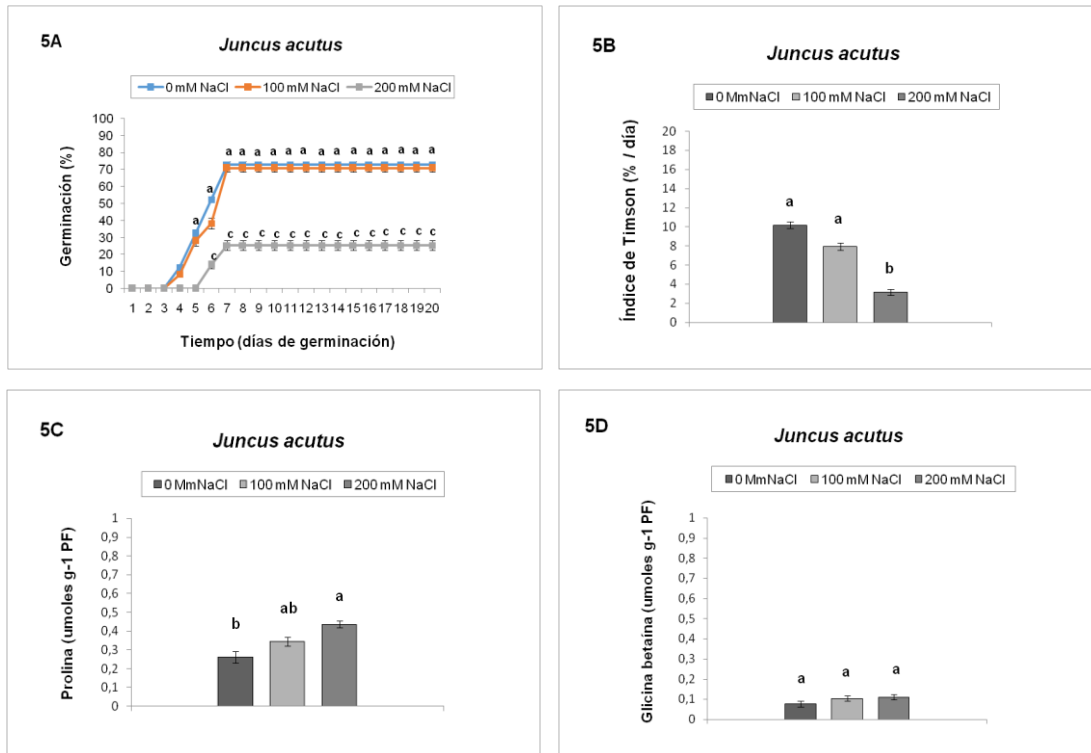 5A
Juncus acutus
0 mM NaCl 100 mM NaCl 200 mM NaCl
Germinación (%)
100
90
80
70
60
50
40
30
20
10
0
a a a a a a a a a a a a a a
a
a
c c c c c c c c c c c c c c
c
1 2 3 4 5 6 7 8 9 10 11 12 13 14 15 16 17 18 19 20
Tiempo (días de germinación)
5B
Juncus acutus
0 MmNaCl 100 mM NaCl 200 mM NaCl
Índice de Timson (% / día)
20
18
16
14
12
10
8
6
4
2
0
a a b
5C
Juncus acutus
0 MmNaCl 100 mM NaCl 200 mM NaCl
Prolina (umoles g-1 PF)
1
0,9
0,8
0,7
0,6
0,5
0,4
0,3
0,2
0,1
0
b ab a
5D
Juncus acutus
0 MmNaCl 100 mM NaCl 200 mM NaCl
Glicina betaína (umoles g-1 PF)
1
0,9
0,8
0,7
0,6
0,5
0,4
0,3
0,2
0,1
0
a a a